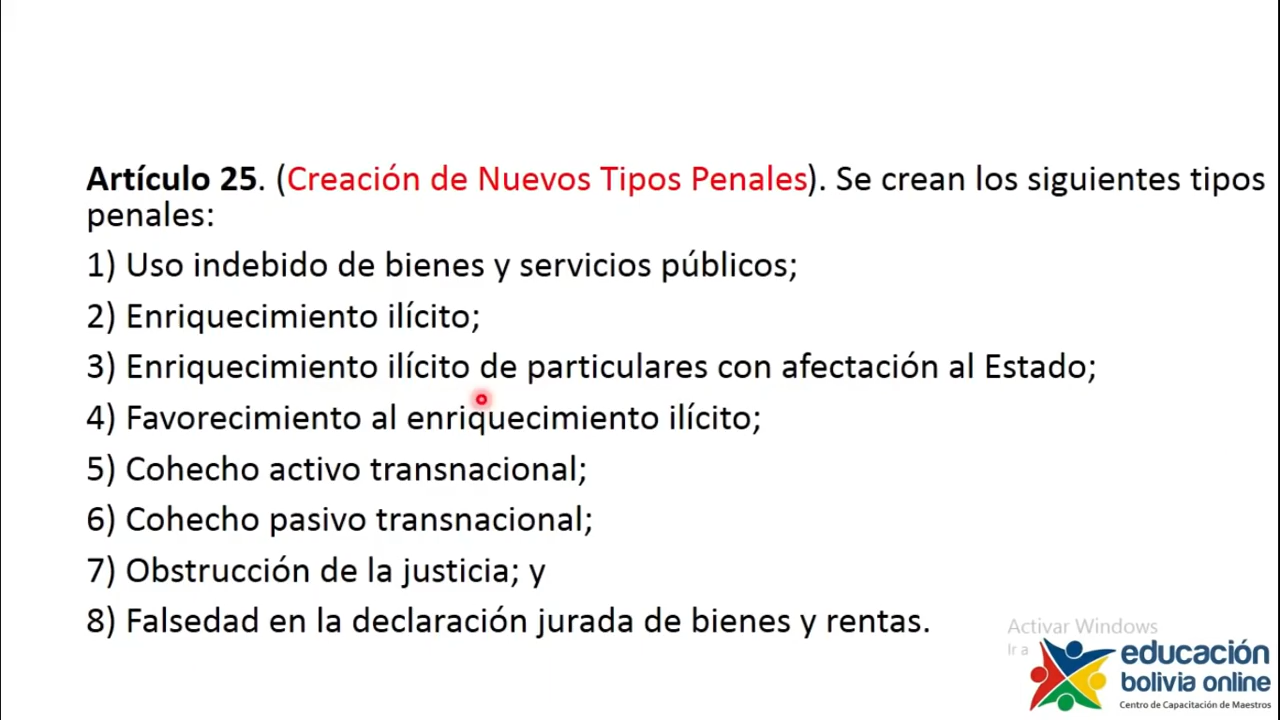 Artículo 25. (Creación de Nuevos Tipos Penales). Se crean los siguientes tipos
penales:
1) Uso indebido de bienes y servicios públicos;
2) Enriquecimiento ilícito;
3) Enriquecimiento ilícito de particulares con afectación al Estado;
4) Favorecimiento al enriquecimiento ilícito;
5) Cohecho activo transnacional;
6) Cohecho pasivo transnacional;
7) Obstrucción de la justicia; y
8) Falsedad en la declaración jurada de bienes y rentas.
Activar Windows
Ir a
educación
bolivia online
Centro de Capacitación de Maestros